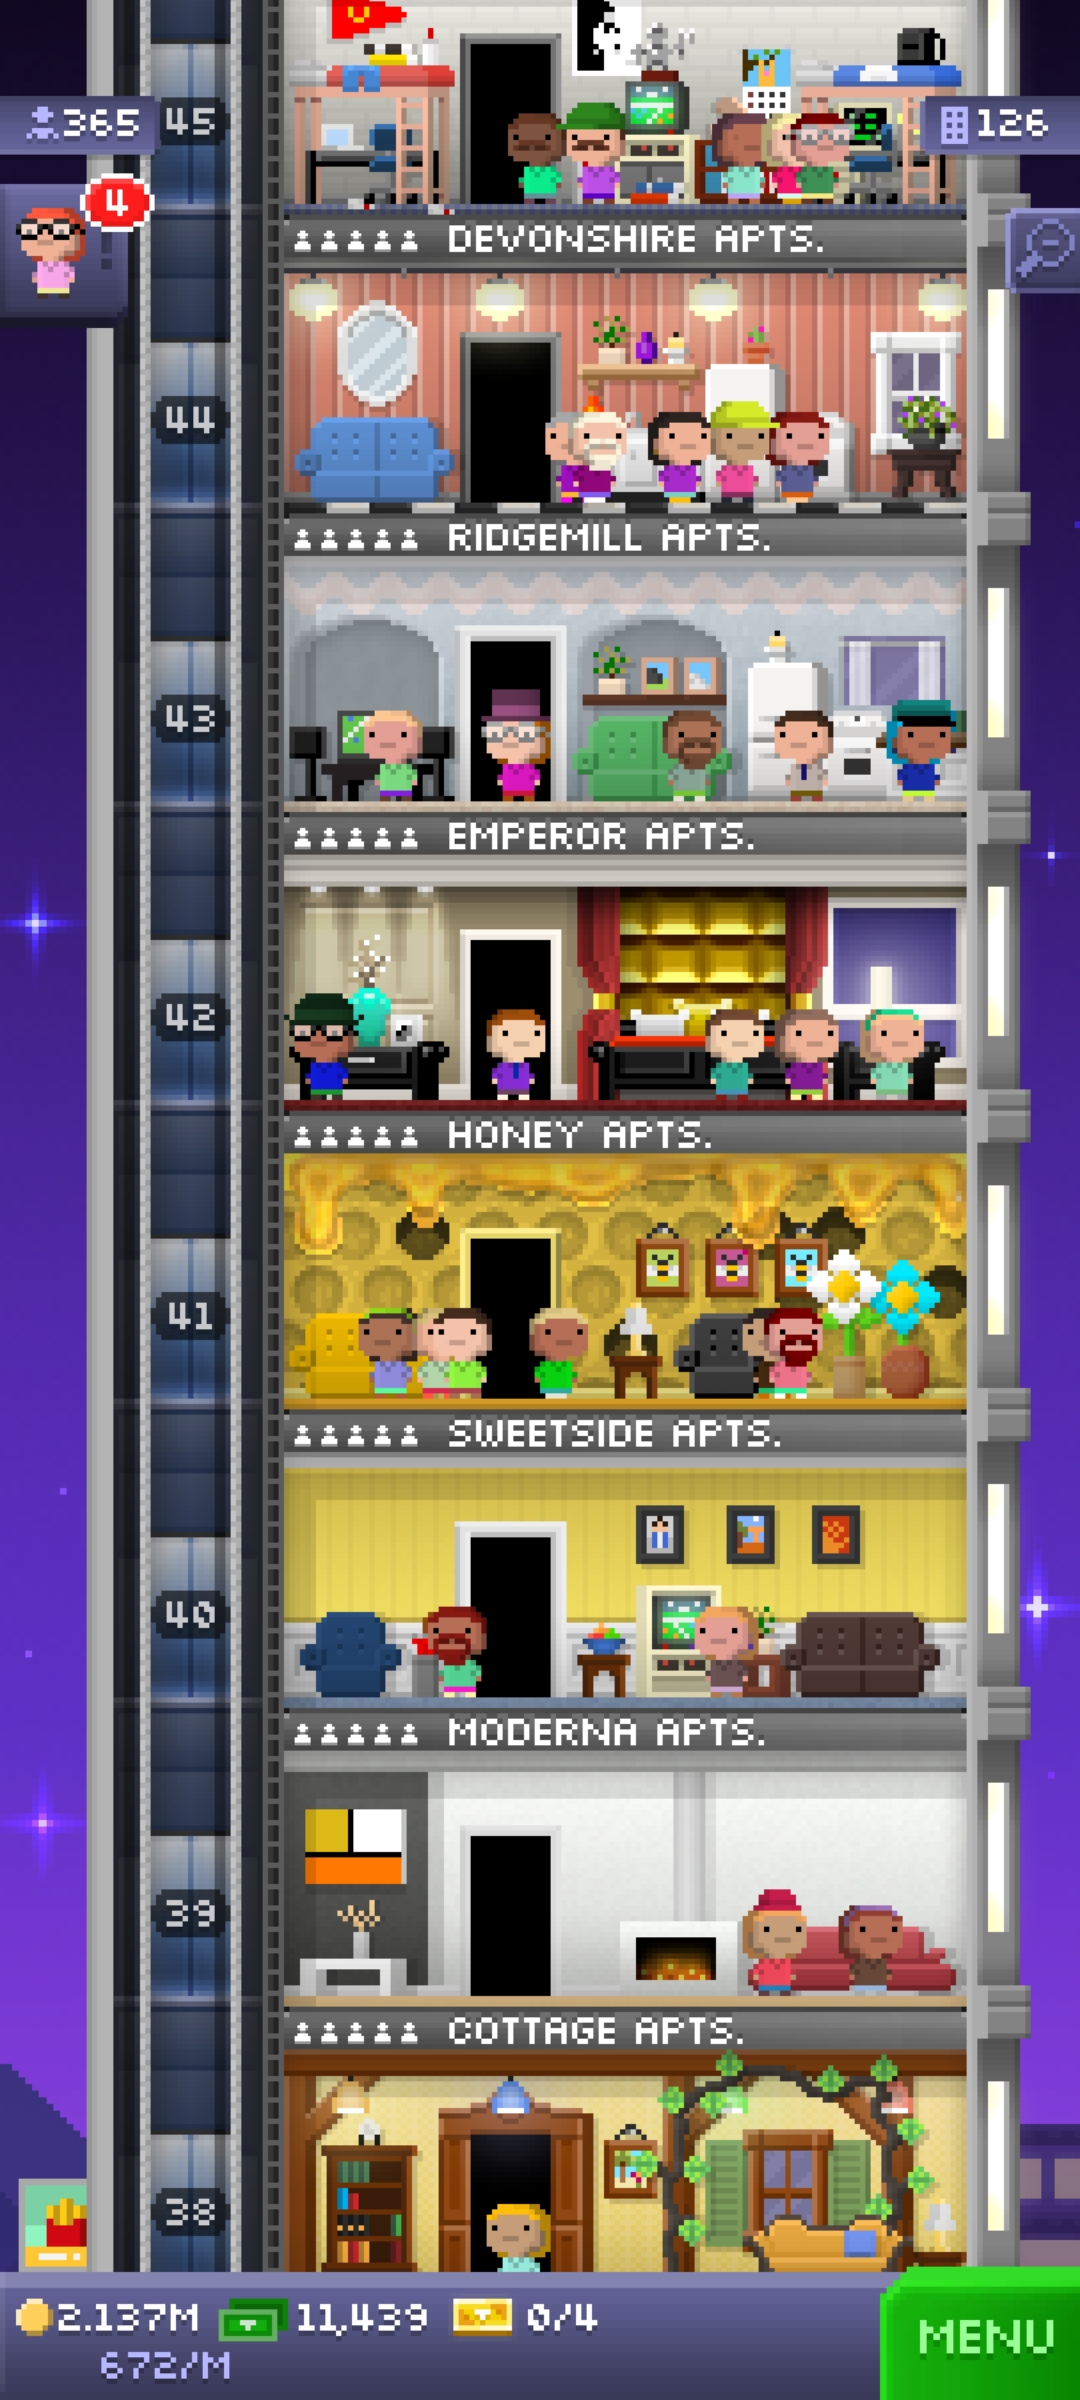 45
365
126
4
DEVONSHIRE APTS.
44
RIDGEMILL APTS.
43
EMPEROR APTS.
42
HONEY APTS.
41
SWEETSIDE APTS.
40
MODERNA APTS.
39
COTTAGE APTS.
38
2.137M 11,439 0/4
672/M
MENU